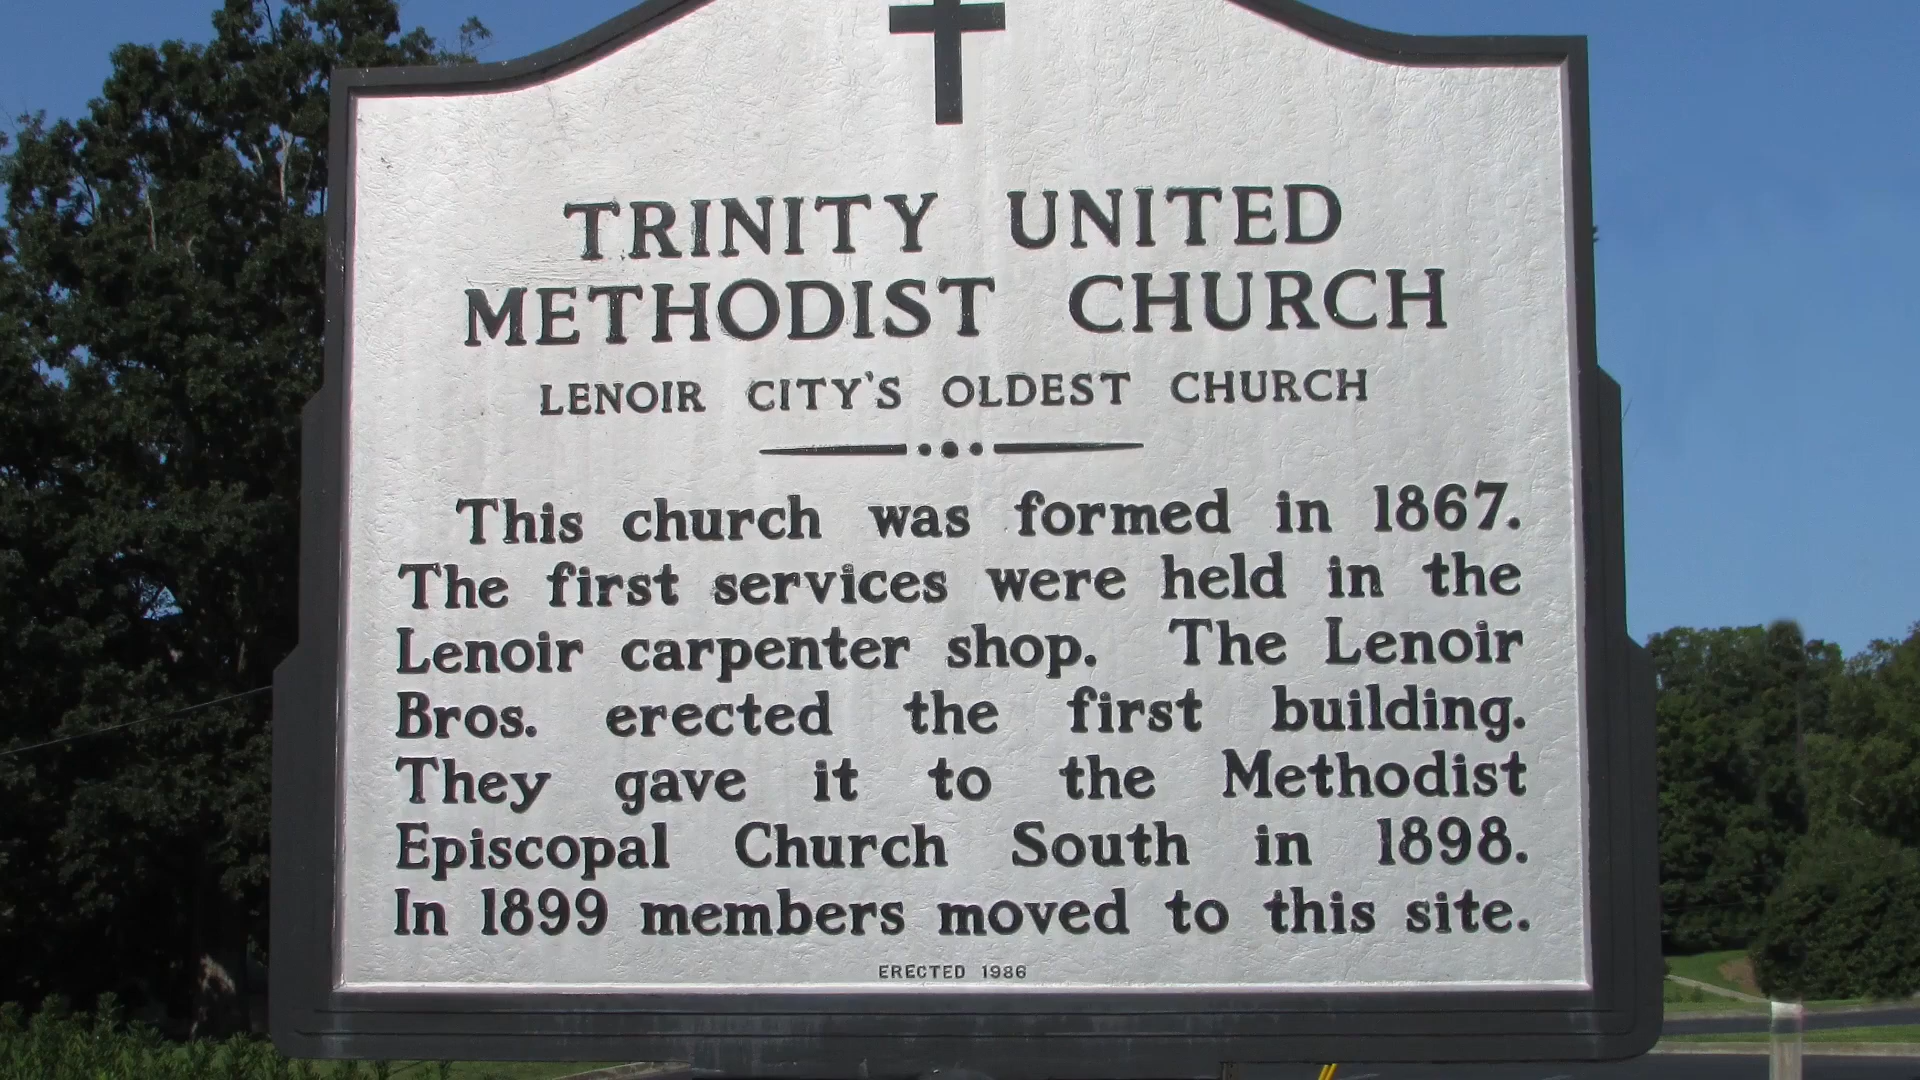 TRINITY UNITED
METHODIST CHURCH
LENOIR CITY'S OLDEST CHURCH
This church was formed in 1867.
The first services were held in the
Lenoir carpenter shop. The Lenoir
Bros. erected the first building.
They gave it to the Methodist
Episcopal Church South in 1898.
In 1899 members moved to this site.
ERECTED 1986